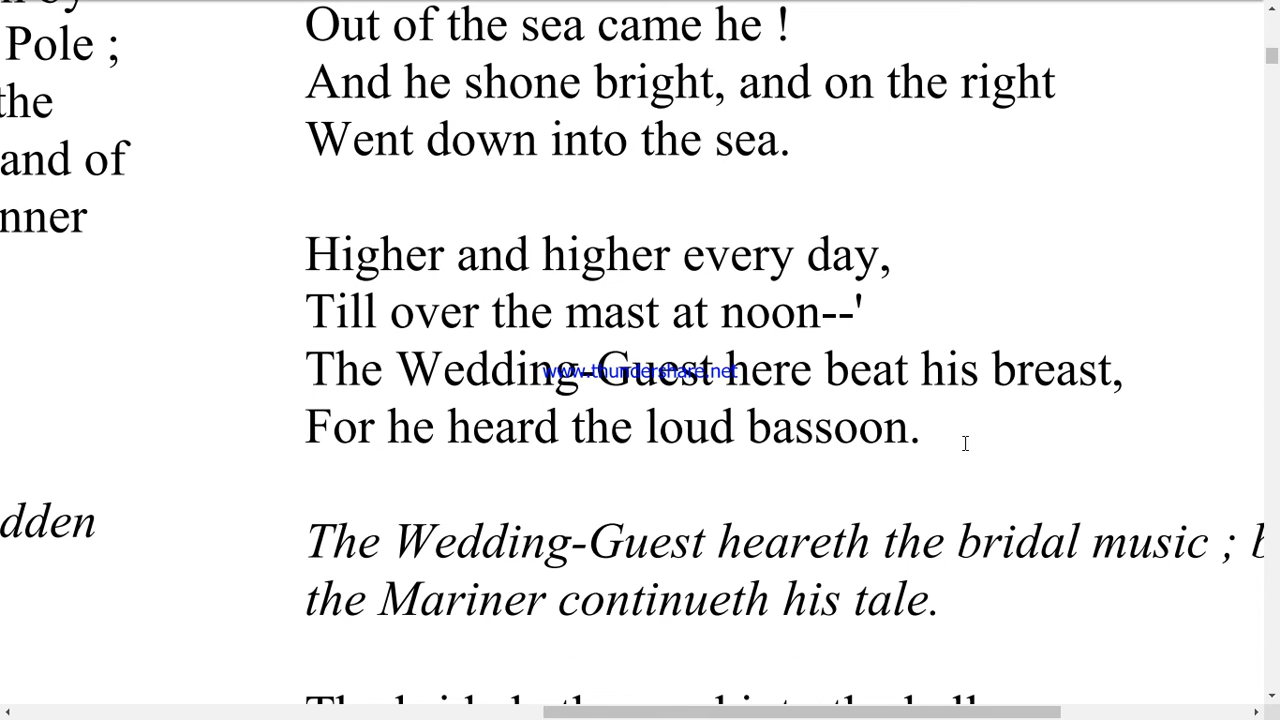 Pole ;
the
and of
nner
dden
Out of the sea came he !
And he shone bright, and on the right
Went down into the sea.
Higher and higher every day,
Till over the mast at noon--'
The Wedding-Guest here beat his breast,
www.thundershare.net
For he heard the loud bassoon.
The Wedding-Guest heareth the bridal music ;
the Mariner continueth his tale.